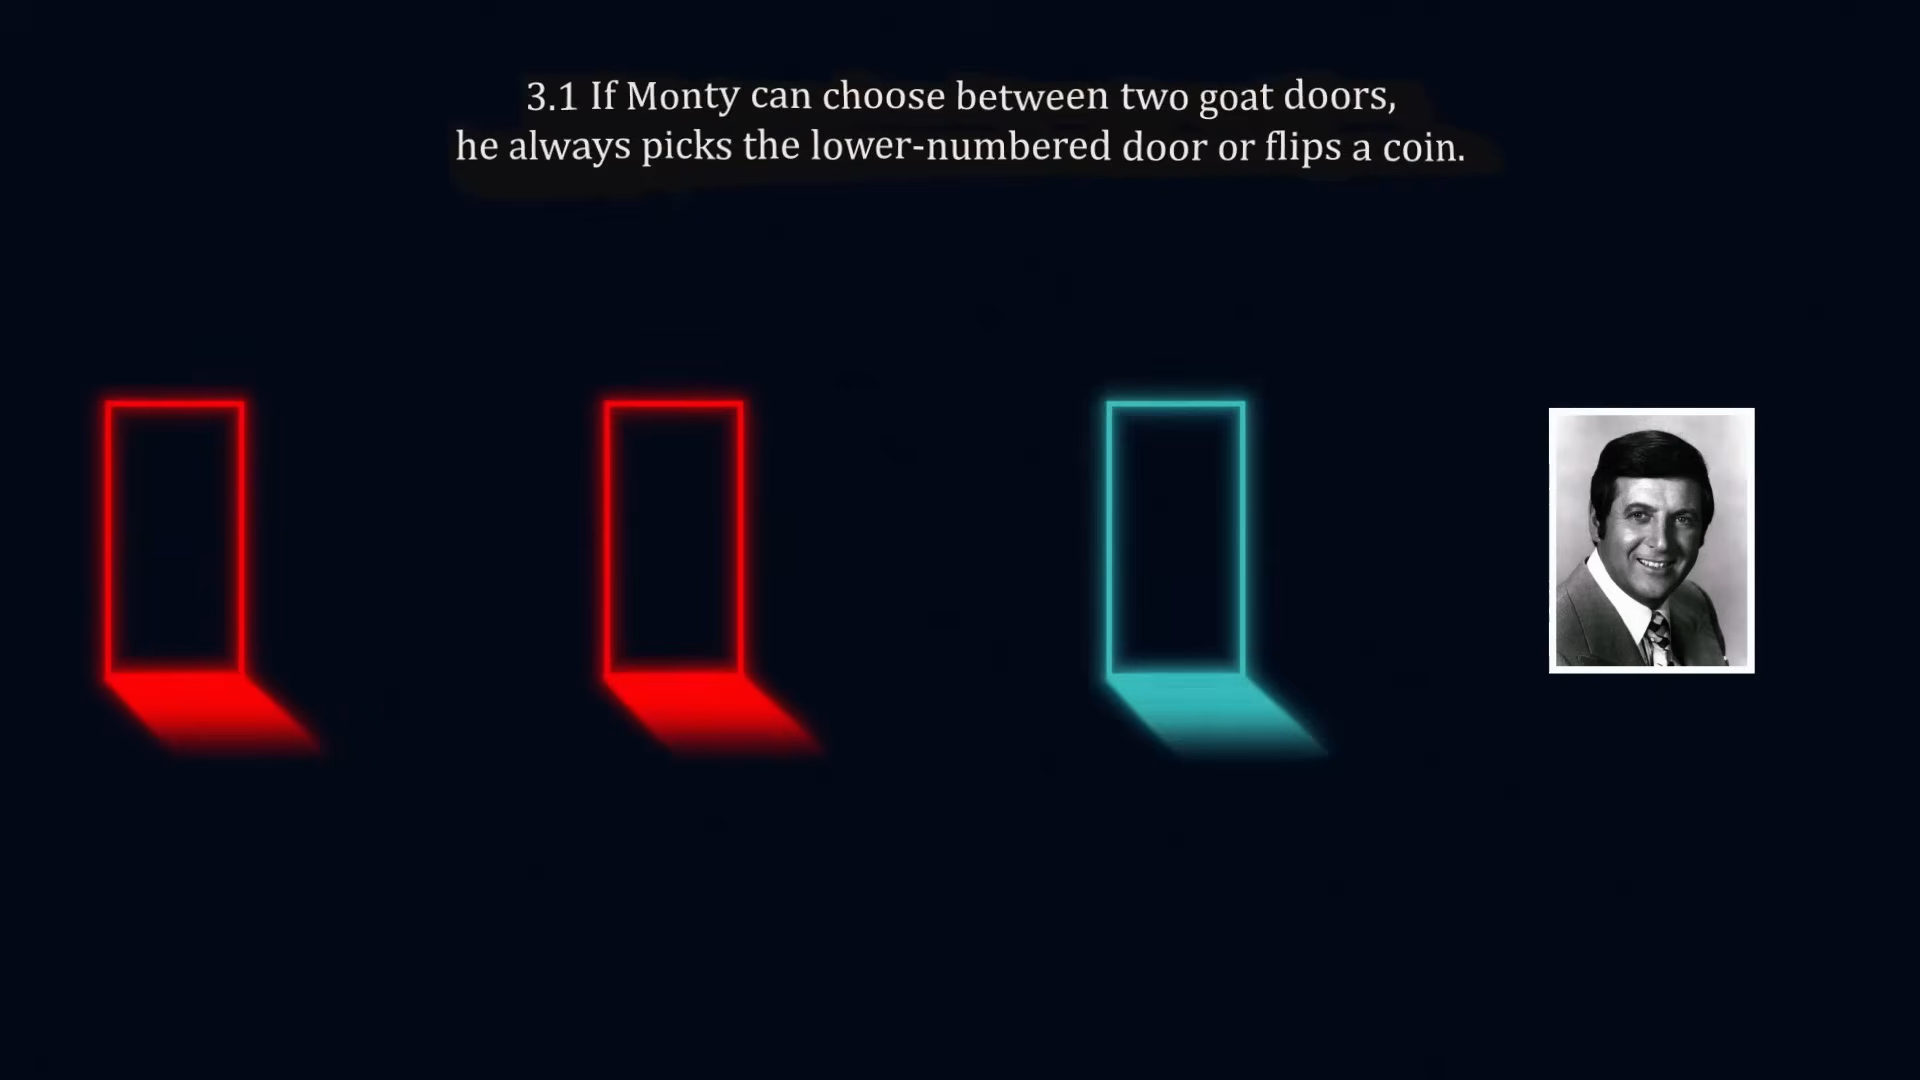 3.1 If Monty can choose between two goat doors,
he always picks the lower-numbered door or flips a coin.